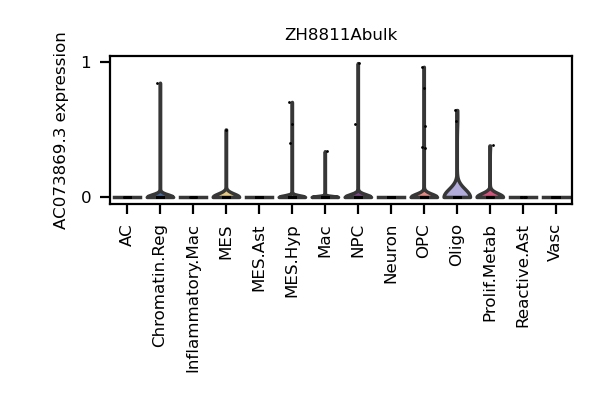 ZH8811Abulk
AC073869.3 expression
1
0
AC
Chromatin.Reg
Inflammatory.Mac
MES
MES.Ast
MES.Hyp
Mac
NPC
Neuron
OPC
Oligo
Prolif.Metab
Reactive.Ast
Vasc